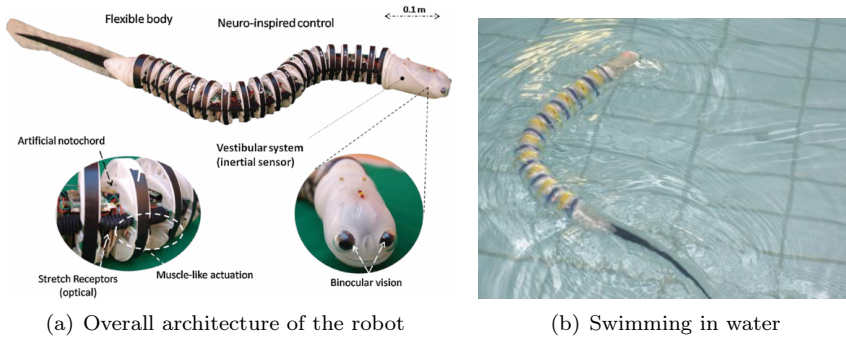 Flexible body
Neuro-inspired control
0.1 m
Artificial notochord
Vestibular system
(inertial sensor)
Stretch Receptors
(optical)
Muscle-like actuation
Binocular vision
(a) Overall architecture of the robot
(b) Swimming in water